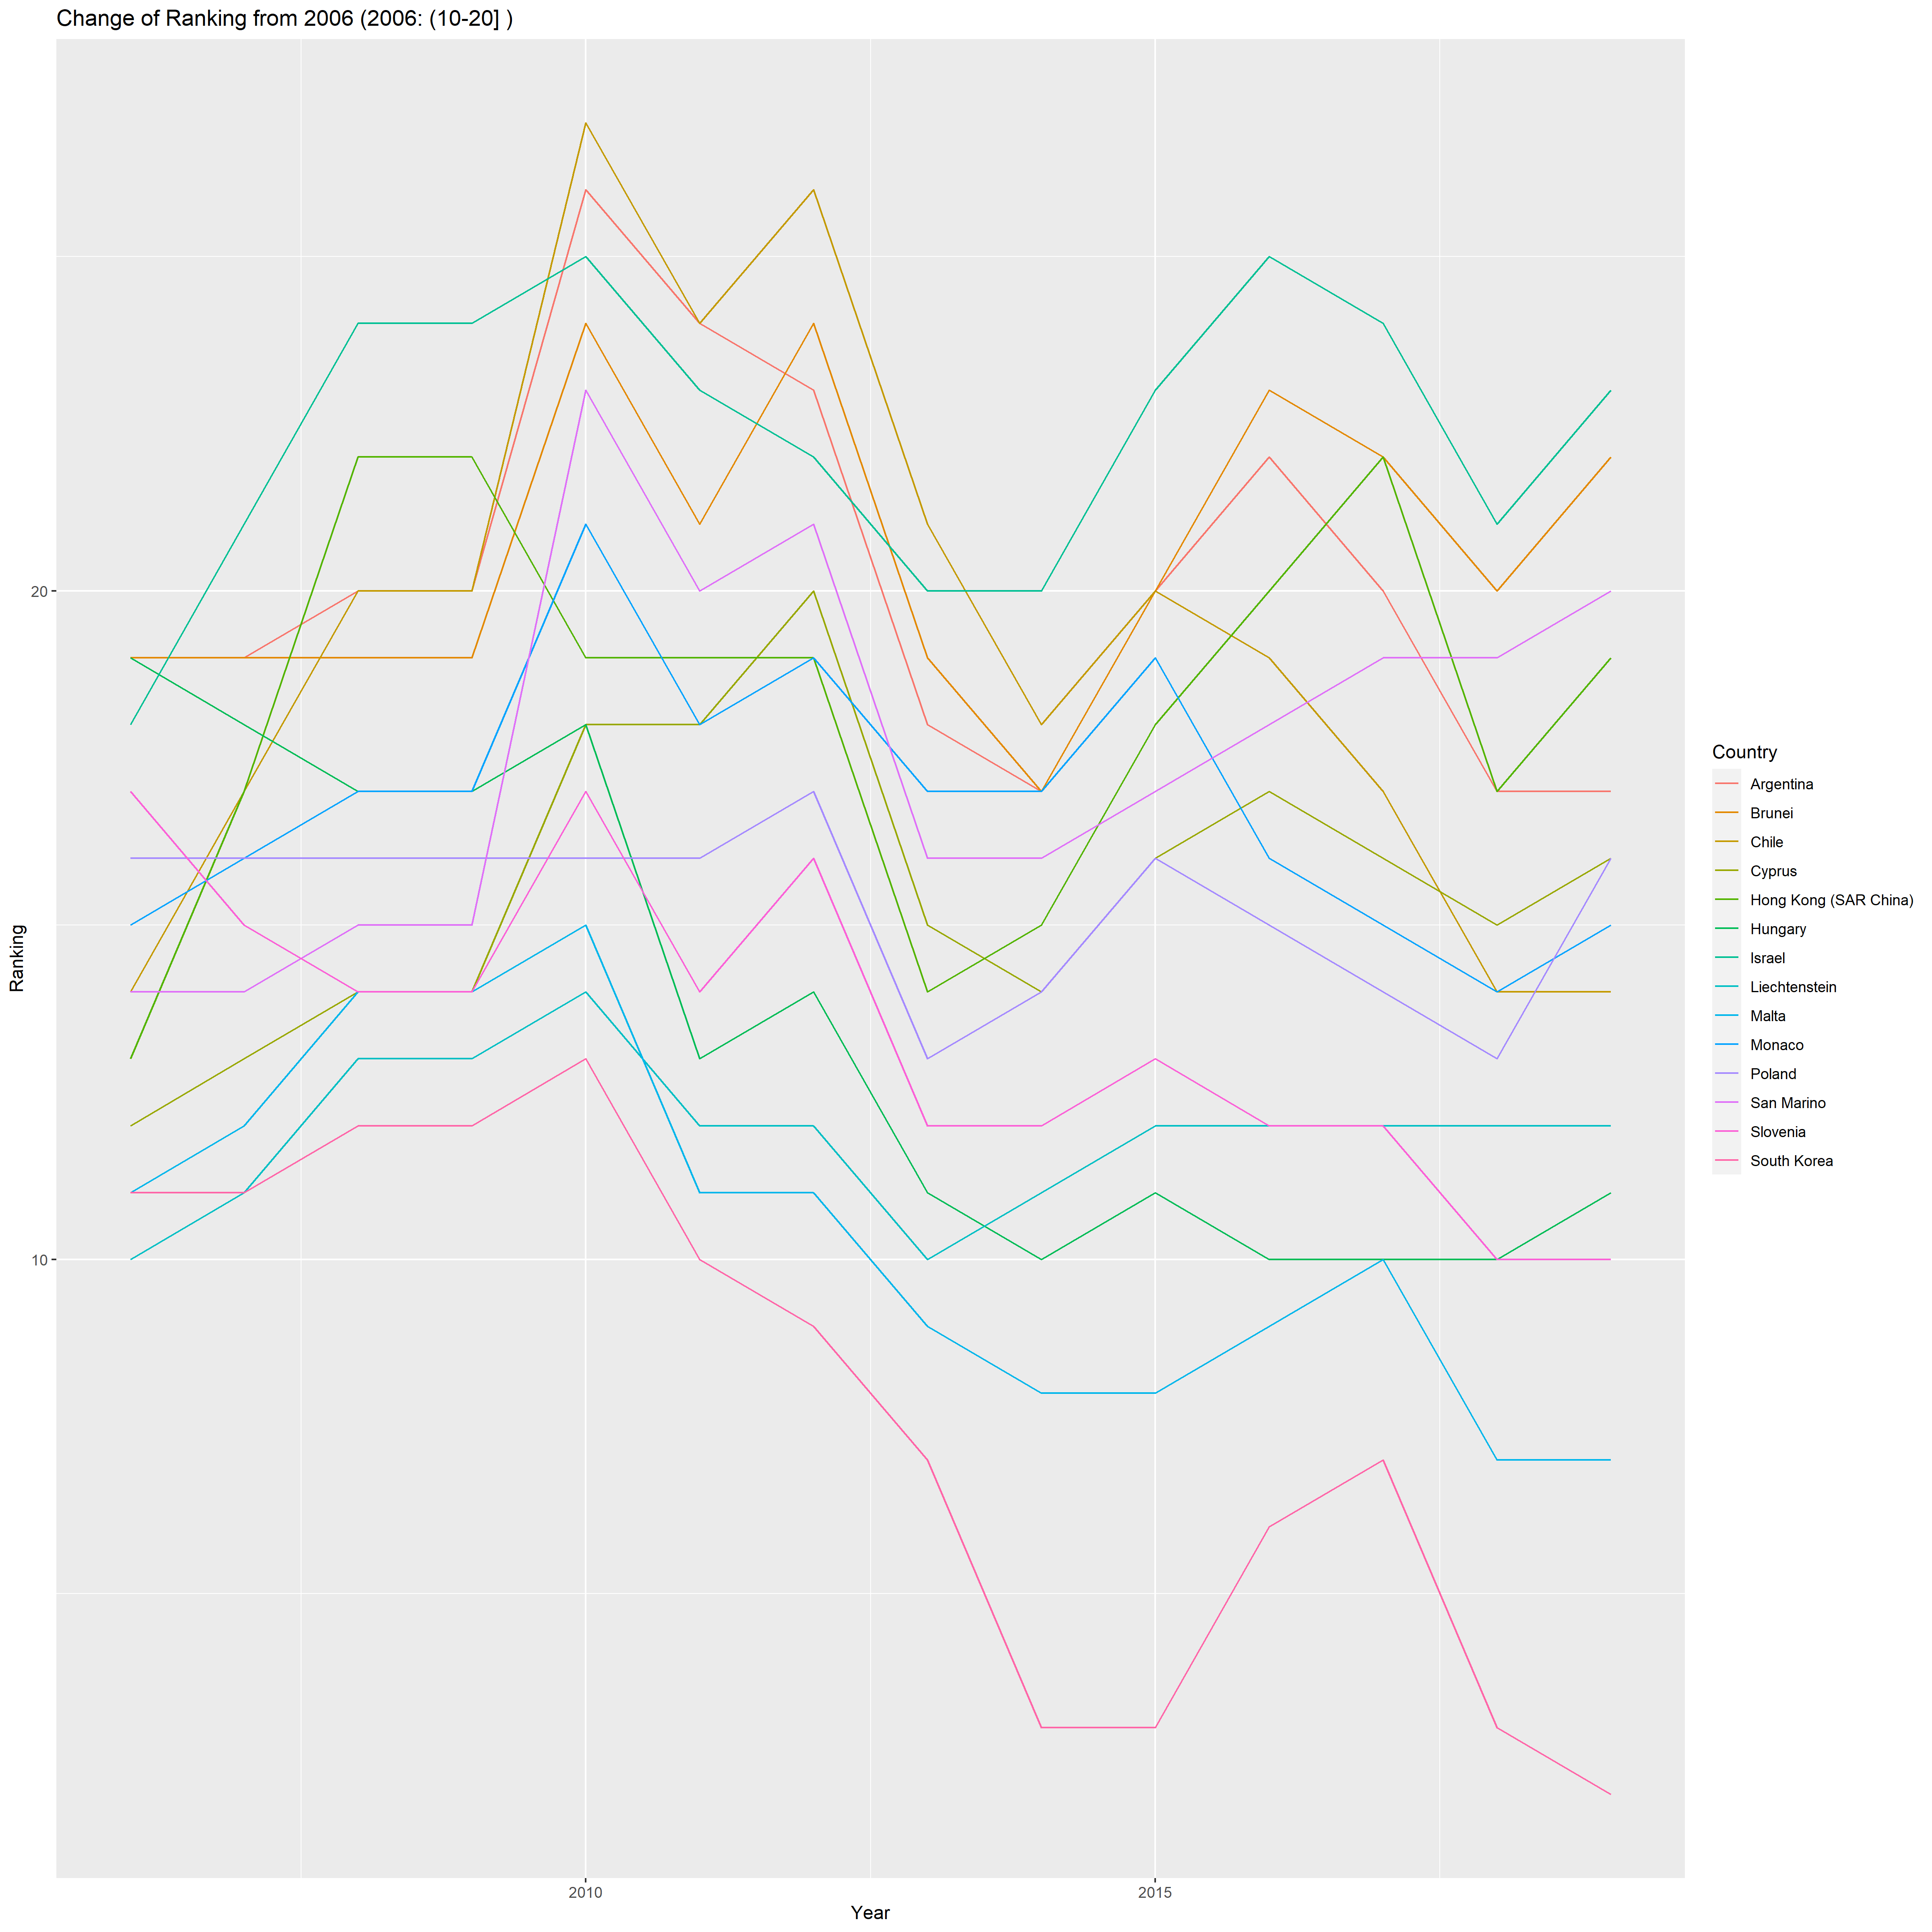 Change of Ranking from 2006 (2006: (10-20] )
Ranking
20
10
2010
2015
Year
Country
Argentina
Brunei
Chile
Cyprus
Hong Kong (SAR China)
Hungary
Israel
Liechtenstein
Malta
Monaco
Poland
San Marino
Slovenia
South Korea